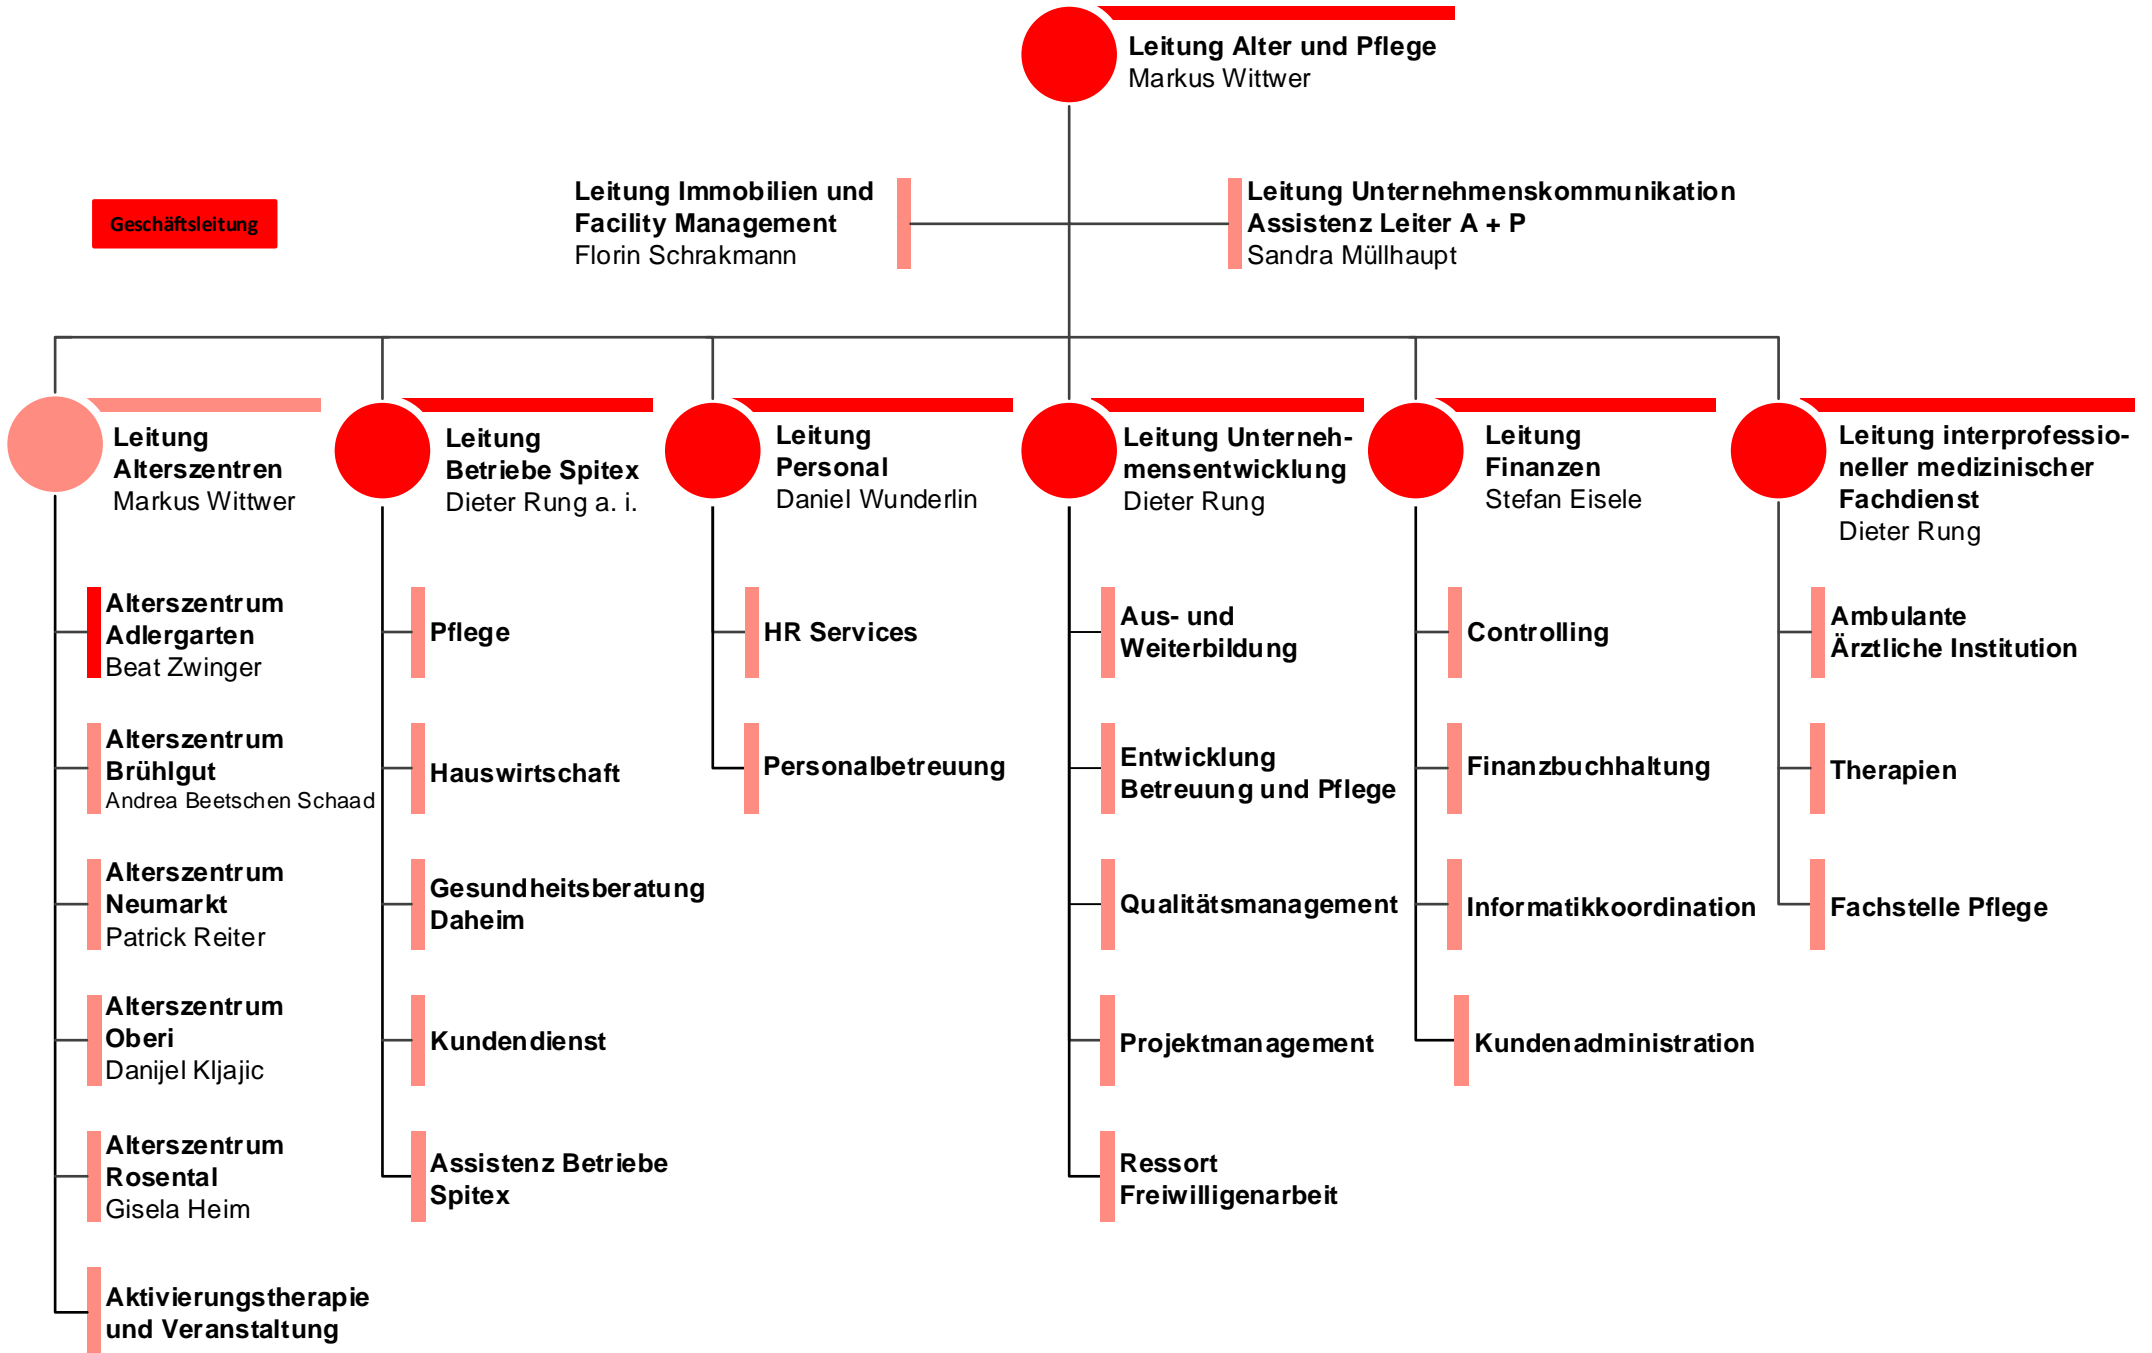 Leitung Alter und Pflege
Markus Wittwer
Geschäftsleitung
Leitung Immobilien und
Facility Management
Florin Schrakmann
Leitung Unternehmenskommunikation
Assistenz Leiter A + P
Sandra Müllhaupt
Leitung
Alterszentren
Markus Wittwer
Alterszentrum
Adlergarten
Beat Zwinger
Alterszentrum
Brühlgut
Andrea Beetschen Schaad
Alterszentrum
Neumarkt
Patrick Reiter
Alterszentrum
Oberi
Danijel Kljajic
Alterszentrum
Rosental
Gisela Heim
Aktivierungstherapie
und Veranstaltung
Leitung
Betriebe Spitex
Dieter Rung a. i.
Pflege
Hauswirtschaft
Gesundheitsberatung
Daheim
Kundendienst
Assistenz Betriebe
Spitex
Leitung
Personal
Daniel Wunderlin
HR Services
Personalbetreuung
Leitung Unterneh-
mensentwicklung
Dieter Rung
Aus- und
Weiterbildung
Entwicklung
Betreuung und Pflege
Qualitätsmanagement
Projektmanagement
Ressort
Freiwilligenarbeit
Leitung
Finanzen
Stefan Eisele
Controlling
Finanzbuchhaltung
Informatikkoordination
Kundenadministration
Leitung interprofessio-
neller medizinischer
Fachdienst
Dieter Rung
Ambulante
Ärztliche Institution
Therapien
Fachstelle Pflege